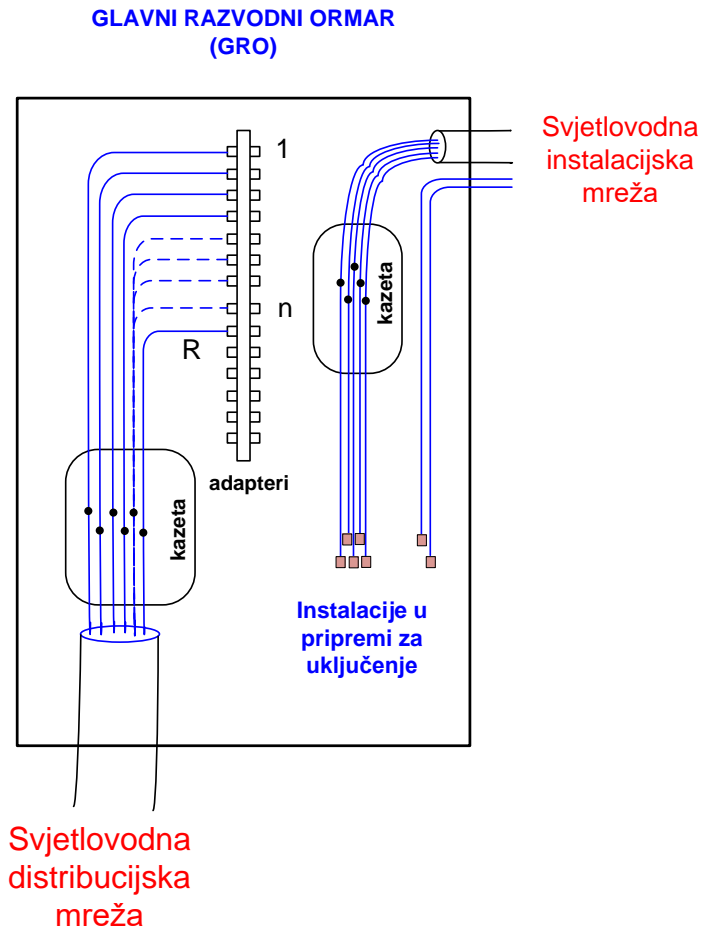 GLAVNI RAZVODNI ORMAR
(GRO)
Svjetlovodna
instalacijska
mreža
1
n
R
kazeta
adapteri
kazeta
Instalacije u
pripremi za
uključenje
Svjetlovodna
distribucijska
mreža